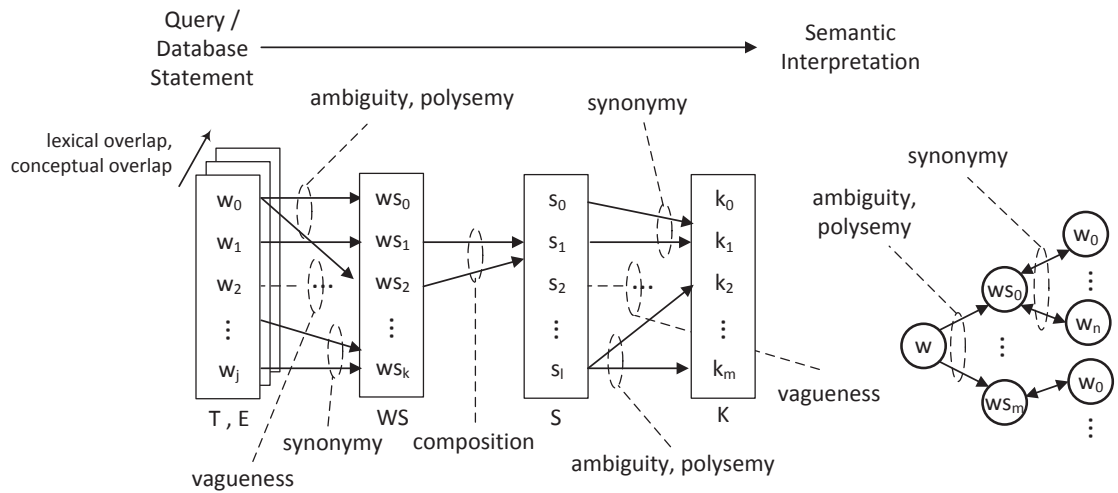 Query /
Database
Statement
Semantic
Interpretation
ambiguity, polysemy
synonymy
lexical overlap,
conceptual overlap
synonymy
ambiguity,
polysemy
w0
w1
w2
⋮
wj
ws0
ws1
...
ws2
⋮
wsk
s0
s1
s2
...
⋮
sl
k0
k1
k2
⋮
km
w
ws0
...
wsm
w0
...
wn
w0
...
T , E
WS
S
K
synonymy
vagueness
composition
ambiguity, polysemy
vagueness